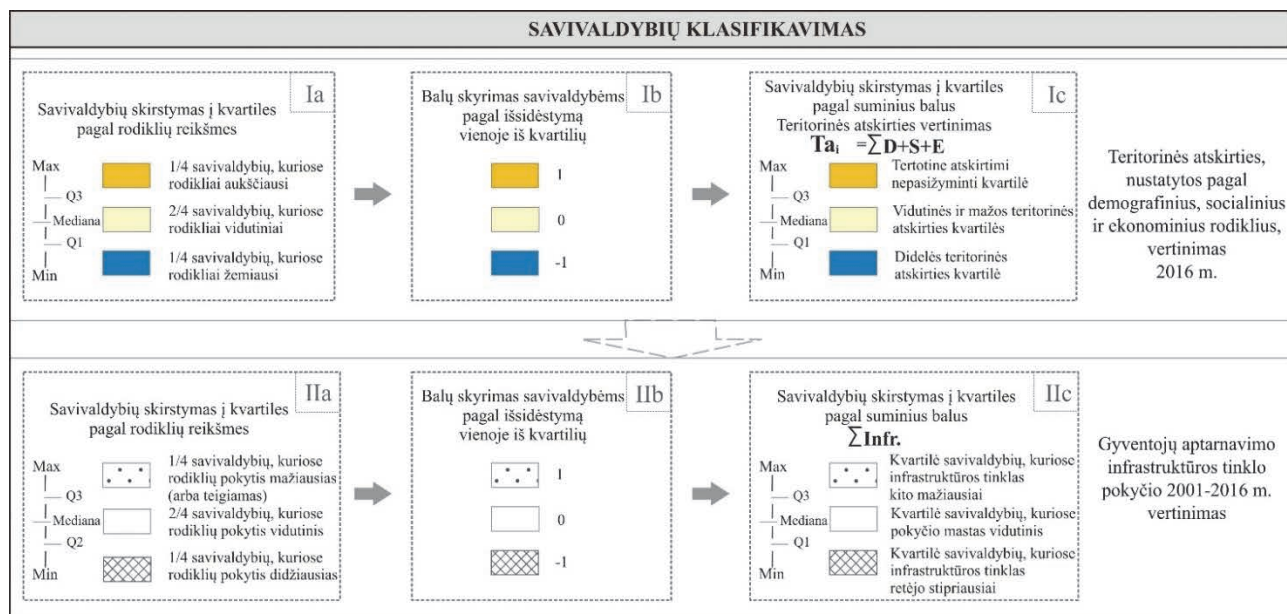 SAVIVALDYBIŲ KLASIFIKAVIMAS
Ia
Savivaldybių skirstymas į kvartiles
pagal rodiklių reikšmes
Max
Q3
Mediana
Q1
Min
1/4 savivaldybių, kuriose
rodikliai aukščiausi
2/4 savivaldybių, kuriose
rodikliai vidutiniai
1/4 savivaldybių, kuriose
rodikliai žemiausi
Ib
Balų skyrimas savivaldybėms
pagal išsidėstymą
vienoje iš kvartilių
1
0
-1
Ic
Savivaldybių skirstymas į kvartiles
pagal suminius balus
Teritorinės atskirties vertinimas
Taᵢ =∑D+S+E
Max
Q3
Mediana
Q1
Min
Tertotine atskirtimi
nepasižyminti kvartilė
Vidutinės ir mažos teritorinės
atskirties kvartilės
Didelės teritorinės
atskirties kvartilė
Teritorinės atskirties,
nustatytos pagal
demografinius, socialinius
ir ekonominius rodiklius,
vertinimas
2016 m.
IIa
Savivaldybių skirstymas į kvartiles
pagal rodiklių reikšmes
Max
Q3
Mediana
Q2
Min
1/4 savivaldybių, kuriose
rodiklių pokytis mažiausias
(arba teigiamas)
2/4 savivaldybių, kuriose
rodiklių pokytis vidutinis
1/4 savivaldybių, kuriose
rodiklių pokytis didžiausias
IIb
Balų skyrimas savivaldybėms
pagal išsidėstymą
vienoje iš kvartilių
1
0
-1
IIc
Savivaldybių skirstymas į kvartiles
pagal suminius balus
∑Infr.
Max
Q3
Mediana
Q1
Min
Kvartilė savivaldybių, kuriose
infrastruktūros tinklas
kito mažiausiai
Kvartilė savivaldybių, kuriose
pokyčio mastas vidutinis
Kvartilė savivaldybių, kuriose
infrastruktūros tinklas
retėjo stipriausiai
Gyventojų aptarnavimo
infrastruktūros tinklo
pokyčio 2001-2016 m.
vertinimas